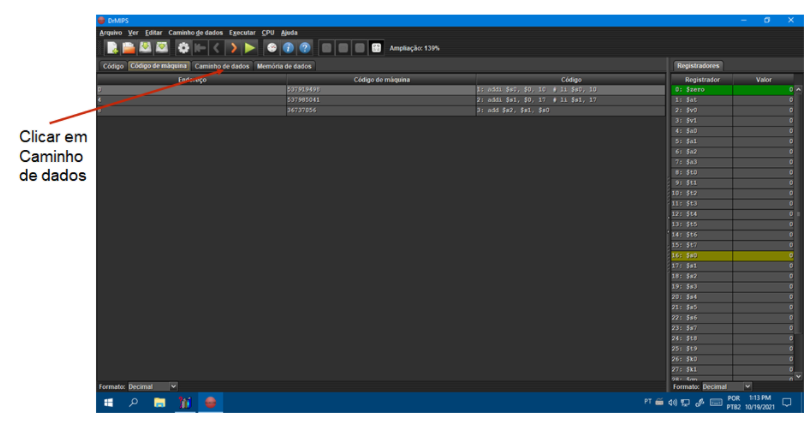 DrMIPS
Arquivo Ver Editar Caminho de dados Executar CPU Ajuda
Ampliação: 139%
Código Código de máquina Caminho de dados Memória de dados
Endereço Código de máquina Código
0 537919498 1: addi $s0, $0, 10 # li $s0, 10
4 537985041 2: addi $s1, $0, 17 # li $s1, 17
8 36737056 3: add $s2, $s1, $s0
Clicar em
Caminho
de dados
Registradores
Registrador Valor
0: $zero 0
1: $at 0
2: $v0 0
3: $v1 0
4: $a0 0
5: $a1 0
6: $a2 0
7: $a3 0
8: $t0 0
9: $t1 0
10: $t2 0
11: $t3 0
12: $t4 0
13: $t5 0
14: $t6 0
15: $t7 0
16: $s0 0
17: $s1 0
18: $s2 0
19: $s3 0
20: $s4 0
21: $s5 0
22: $s6 0
23: $s7 0
24: $t8 0
25: $t9 0
26: $k0 0
27: $k1 0
Formato: Decimal
Formato: Decimal
PT
POR
PTB2
1:13 PM
10/19/2021